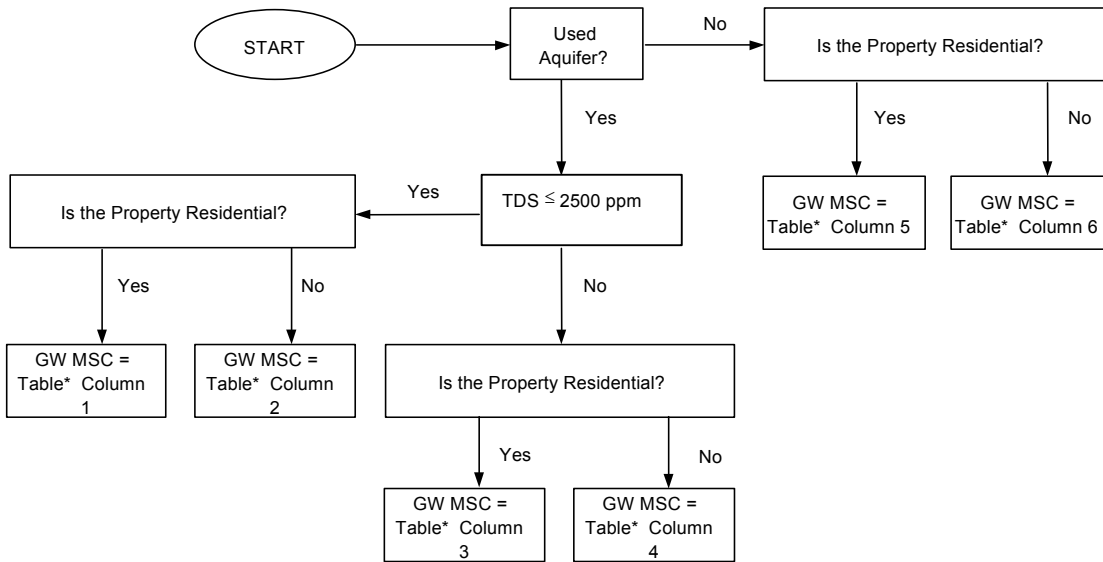 START
Used
Aquifer?
No
Is the Property Residential?
Yes
Yes
No
Is the Property Residential?
Yes
TDS ≤ 2500 ppm
GW MSC =
Table* Column 5
GW MSC =
Table* Column 6
Yes
No
No
GW MSC =
Table* Column
1
GW MSC =
Table* Column
2
Is the Property Residential?
Yes
No
GW MSC =
Table* Column
3
GW MSC =
Table* Column
4